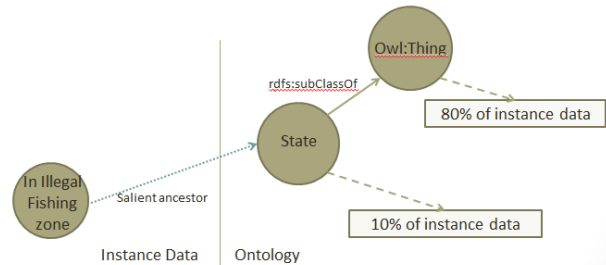 Owl:Thing
rdfs:subClassOf
80% of instance data
State
In Illegal
Fishing
zone
Salient ancestor
10% of instance data
Instance Data
Ontology